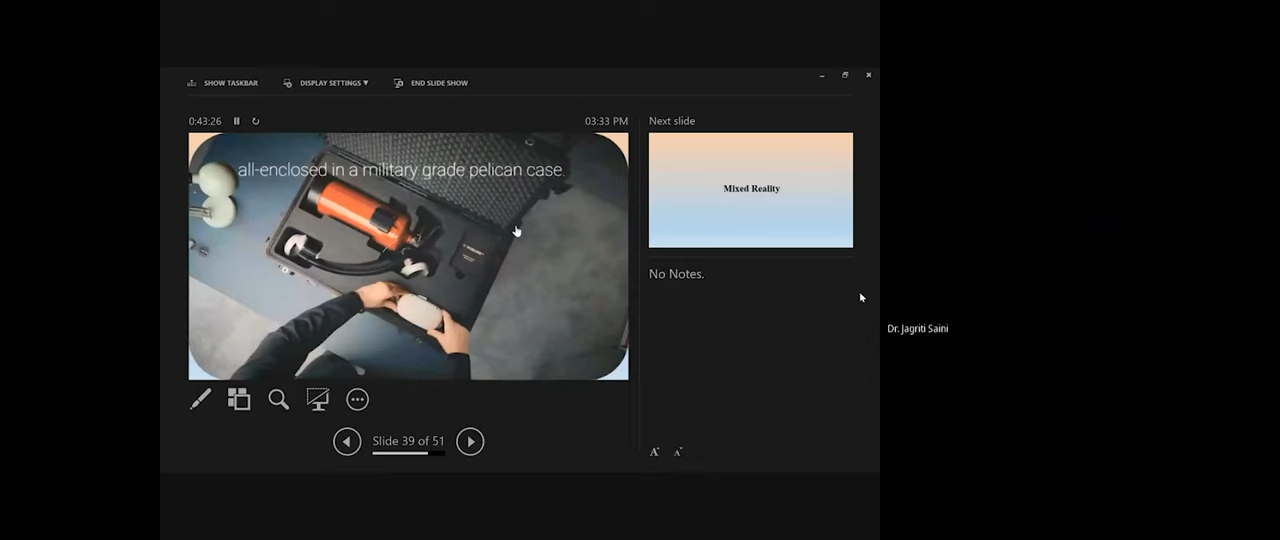 SHOW TASKBAR DISPLAY SETTINGS ▼ END SLIDE SHOW
0:43:26 03:33 PM Next slide
all-enclosed in a military grade pelican case.
Mixed Reality
No Notes.
Dr. Jagriti Saini
Slide 39 of 51
A A